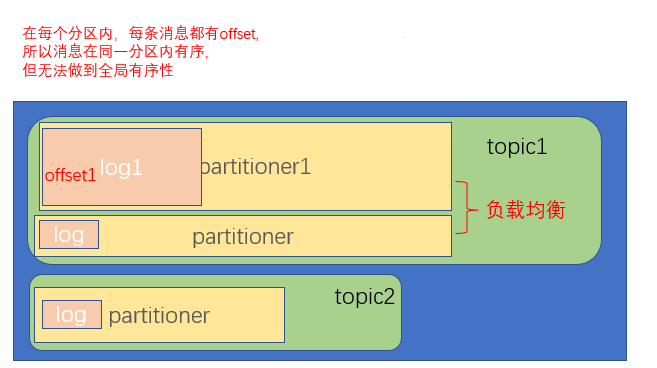 在每个分区内，每条消息都有offset,
所以消息在同一分区内有序，
但无法做到全局有序性
topic1
offset1 log1 partitioner1
负载均衡
log partitioner
topic2
log partitioner